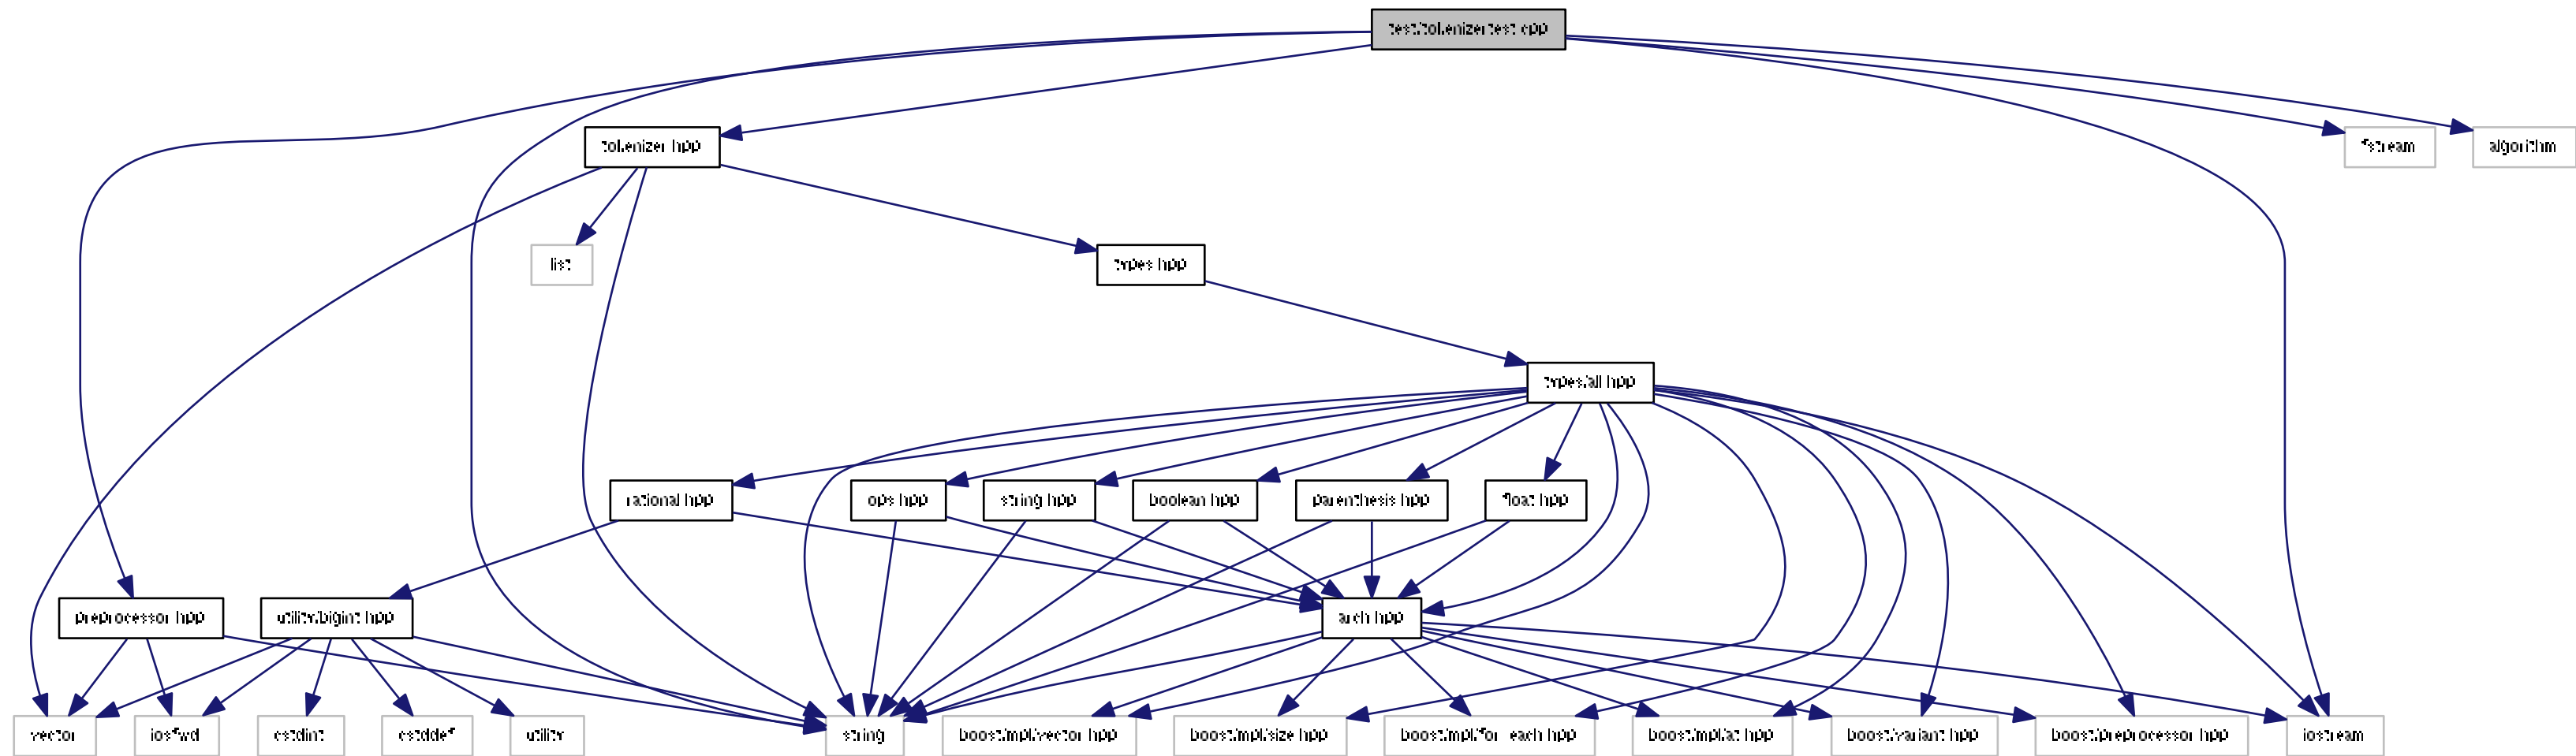 test/tokenizertest.cpp
tokenizer.hpp
fstream
algorithm
list
types.hpp
types/all.hpp
rational.hpp
ops.hpp
string.hpp
boolean.hpp
parenthesis.hpp
float.hpp
preprocessor.hpp
utility/bigint.hpp
arch.hpp
vector
iosfwd
cstdint
cstddef
utility
string
boost/mpl/vector.hpp
boost/mpl/size.hpp
boost/mpl/for_each.hpp
boost/mpl/at.hpp
boost/variant.hpp
boost/preprocessor.hpp
iostream